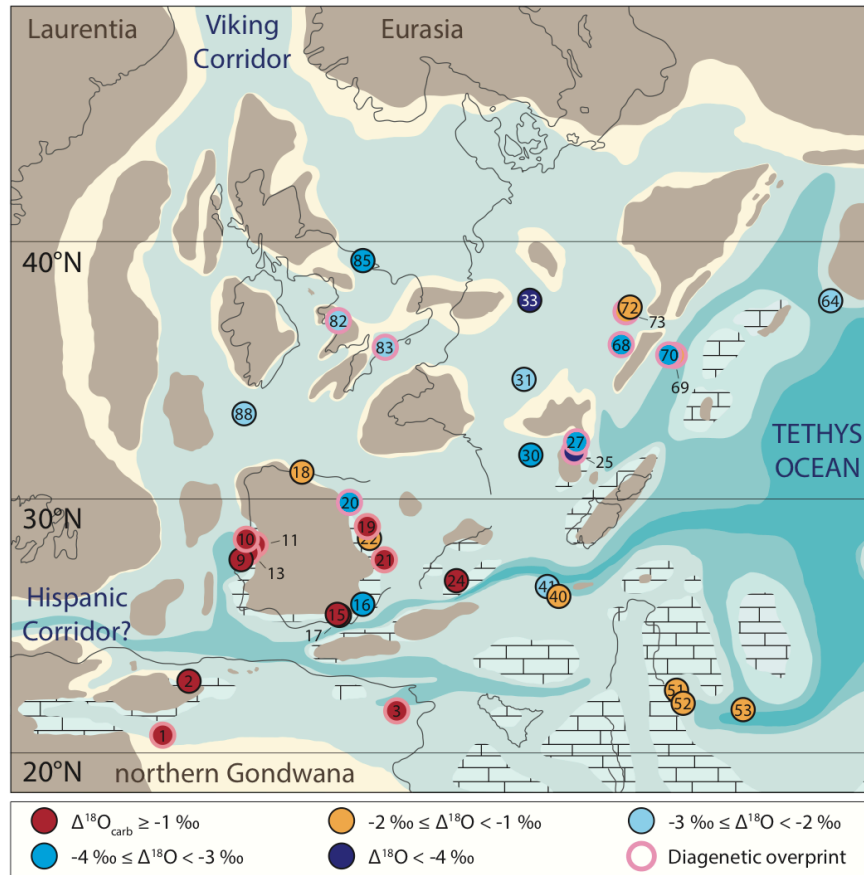 Laurentia
Viking
Corridor
Eurasia
40°N
85
33
64
82
72
73
83
68
70
69
31
88
27
30
25
18
TETHYS
OCEAN
30°N
20
19
10
11
22
9
21
13
24
41
40
Hispanic
Corridor?
16
15
17
2
51
52
53
3
1
20°N
northern Gondwana
Δ¹⁸Ocarb ≥ -1 ‰
-2 ‰ ≤ Δ¹⁸O < -1 ‰
-3 ‰ ≤ Δ¹⁸O < -2 ‰
-4 ‰ ≤ Δ¹⁸O < -3 ‰
Δ¹⁸O < -4 ‰
Diagenetic overprint